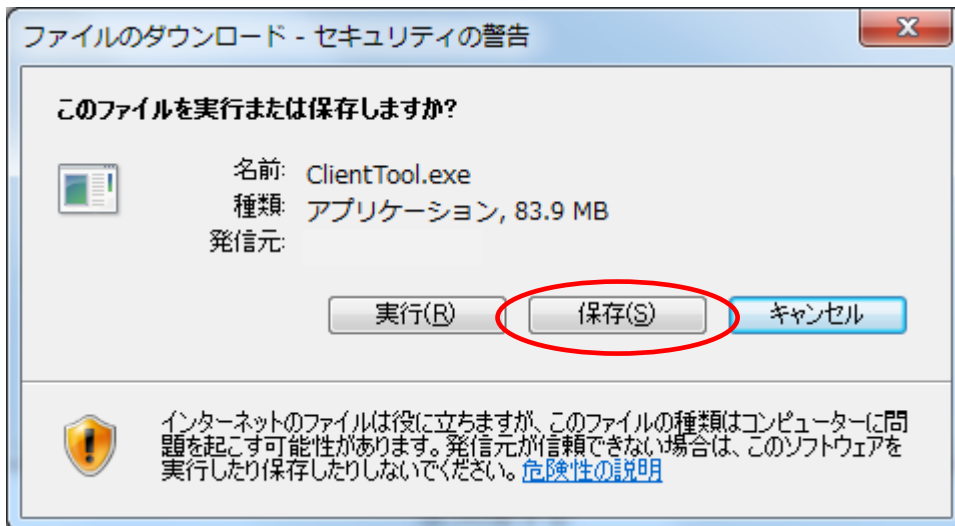 ファイルのダウンロード - セキュリティの警告
このファイルを実行または保存しますか?
名前: ClientTool.exe
種類: アプリケーション, 83.9 MB
発信元:
実行(R) 保存(S) キャンセル
インターネットのファイルは役に立ちますが、このファイルの種類はコンピューターに問
題を起こす可能性があります。発信元が信頼できない場合は、このソフトウェアを
実行したり保存したりしないでください。危険性の説明